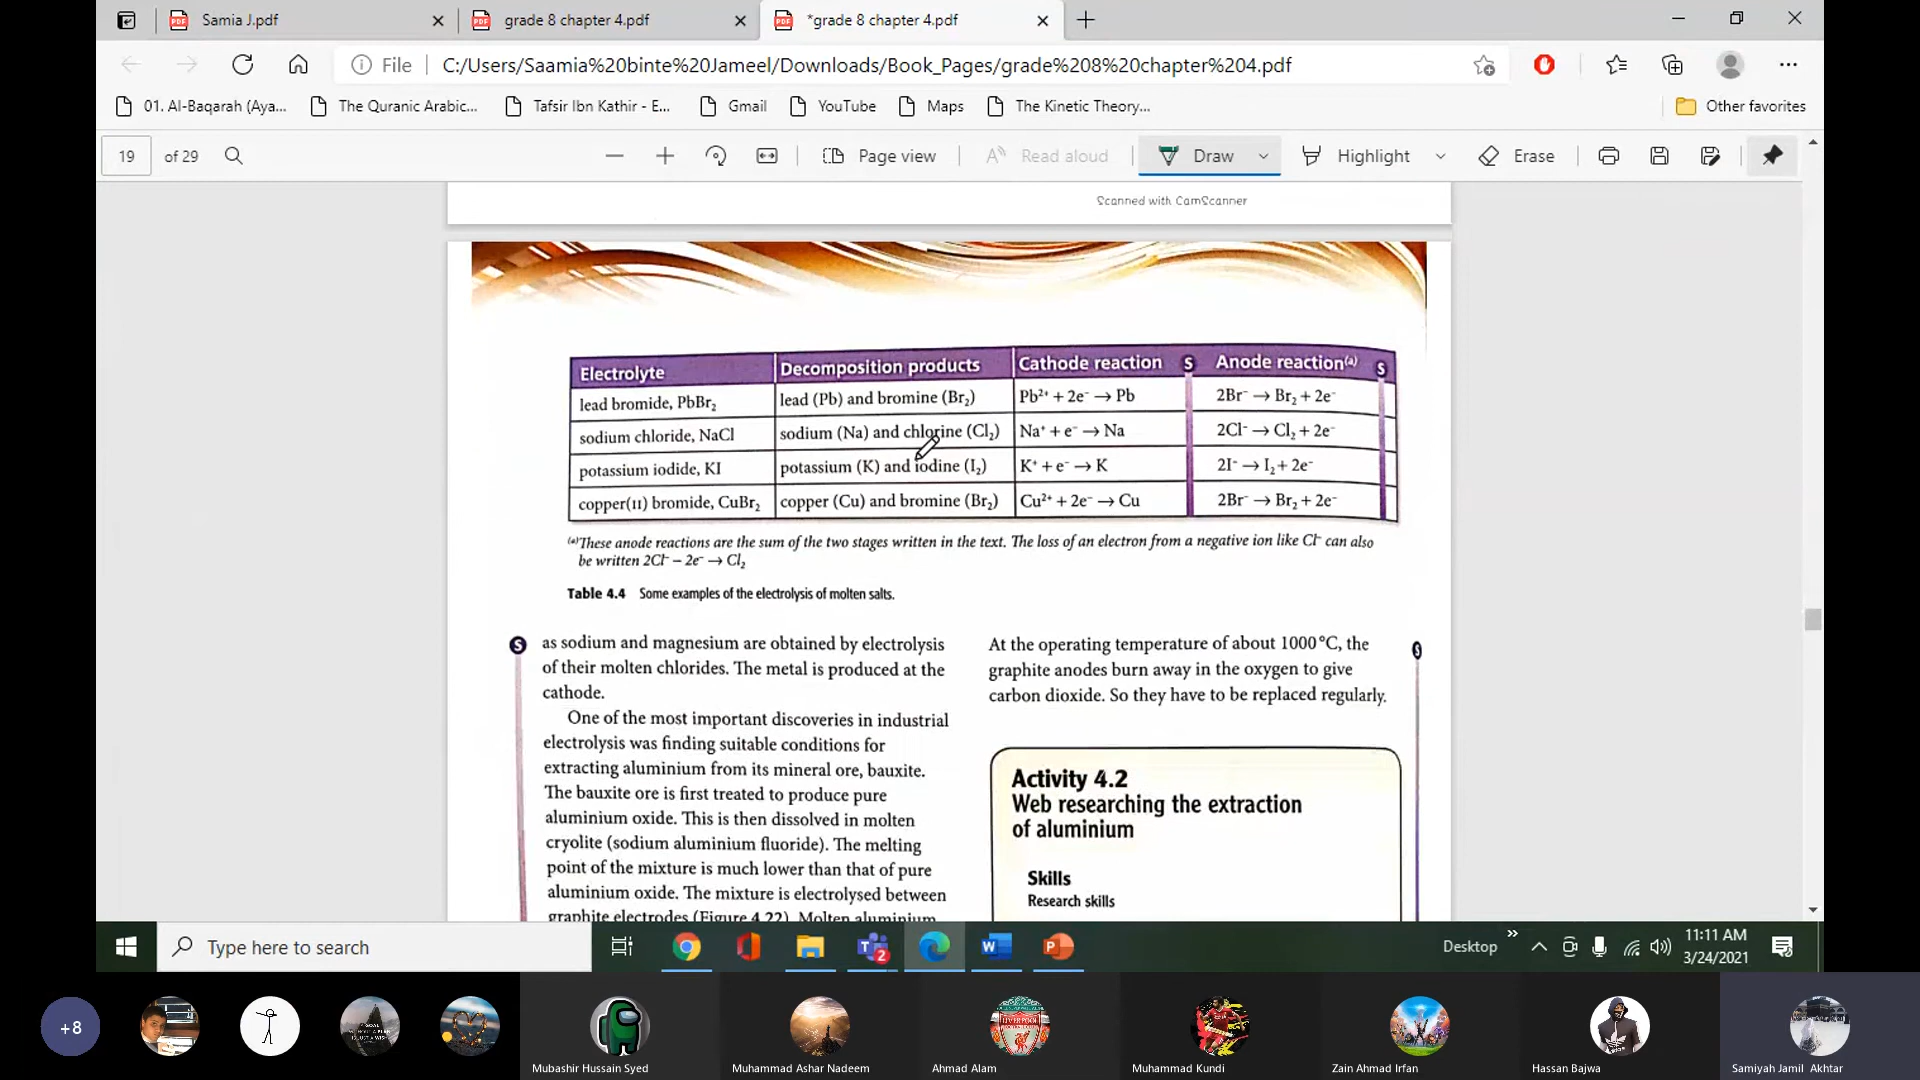 Samia J.pdf
grade 8 chapter 4.pdf
*grade 8 chapter 4.pdf
File
C:/Users/Saamia%20binte%20Jameel/Downloads/Book_Pages/grade%208%20chapter%204.pdf
01. Al-Baqarah (Aya...
The Quranic Arabic...
Tafsir Ibn Kathir - E...
Gmail
YouTube
Maps
The Kinetic Theory...
Other favorites
19 of 29
Page view
Read aloud
Draw
Highlight
Erase
Scanned with CamScanner
Electrolyte Decomposition products Cathode reaction S Anode reaction⁽ᵃ⁾ S
lead bromide, PbBr₂ lead (Pb) and bromine (Br₂) Pb²⁺ + 2e⁻ → Pb 2Br⁻ → Br₂ + 2e⁻
sodium chloride, NaCl sodium (Na) and chlorine (Cl₂) Na⁺ + e⁻ → Na 2Cl⁻ → Cl₂ + 2e⁻
potassium iodide, KI potassium (K) and iodine (I₂) K⁺ + e⁻ → K 2I⁻ → I₂ + 2e⁻
copper(II) bromide, CuBr₂ copper (Cu) and bromine (Br₂) Cu²⁺ + 2e⁻ → Cu 2Br⁻ → Br₂ + 2e⁻
⁽ᵃ⁾These anode reactions are the sum of the two stages written in the text. The loss of an electron from a negative ion like Cl⁻ can also
be written 2Cl⁻ – 2e⁻ → Cl₂
Table 4.4 Some examples of the electrolysis of molten salts.
S as sodium and magnesium are obtained by electrolysis
of their molten chlorides. The metal is produced at the
cathode.
One of the most important discoveries in industrial
electrolysis was finding suitable conditions for
extracting aluminium from its mineral ore, bauxite.
The bauxite ore is first treated to produce pure
aluminium oxide. This is then dissolved in molten
cryolite (sodium aluminium fluoride). The melting
point of the mixture is much lower than that of pure
aluminium oxide. The mixture is electrolysed between
graphite electrodes (Figure 4.22). Molten aluminium
At the operating temperature of about 1000 °C, the S
graphite anodes burn away in the oxygen to give
carbon dioxide. So they have to be replaced regularly.
Activity 4.2
Web researching the extraction
of aluminium
Skills
Research skills
Type here to search
2
Desktop
11:11 AM
3/24/2021
+8
Mubashir Hussain Syed
Muhammad Ashar Nadeem
Ahmad Alam
Muhammad Kundi
Zain Ahmad Irfan
Hassan Bajwa
Samiyah Jamil Akhtar